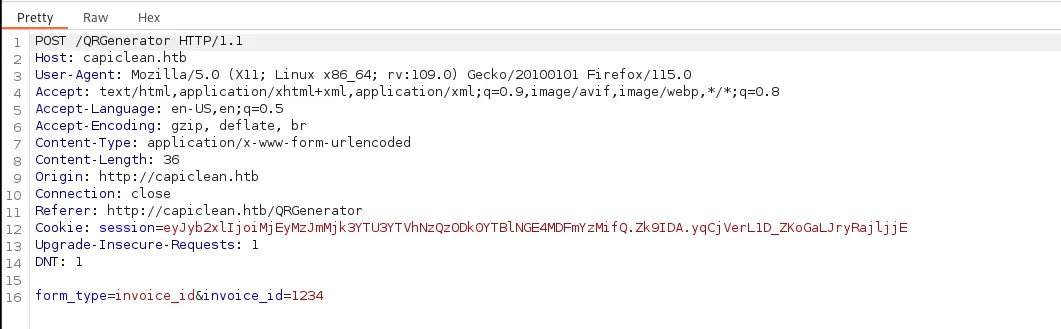 Pretty Raw Hex
1 POST /QRGenerator HTTP/1.1
2 Host: capiclean.htb
3 User-Agent: Mozilla/5.0 (X11; Linux x86_64; rv:109.0) Gecko/20100101 Firefox/115.0
4 Accept: text/html,application/xhtml+xml,application/xml;q=0.9,image/avif,image/webp,*/*;q=0.8
5 Accept-Language: en-US,en;q=0.5
6 Accept-Encoding: gzip, deflate, br
7 Content-Type: application/x-www-form-urlencoded
8 Content-Length: 36
9 Origin: http://capiclean.htb
10 Connection: close
11 Referer: http://capiclean.htb/QRGenerator
12 Cookie: session=eyJyb2xlIjoiMjEyMzJmMjk3YTU3YTVhNzQzODk0YTBlNGE4MDFmYzMifQ.Zk9IDA.yqCjVerL1D_ZKoGaLJryRajljjE
13 Upgrade-Insecure-Requests: 1
14 DNT: 1
15
16 form_type=invoice_id&invoice_id=1234